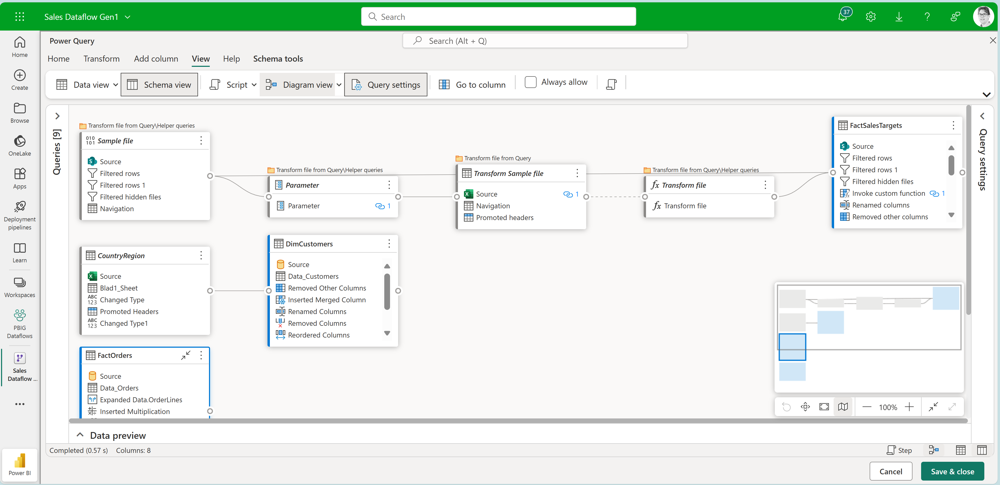 Sales Dataflow Gen1
Search
37
Power Query
Search (Alt + Q)
Home
Transform
Add column
View
Help
Schema tools
Data view
Schema view
Script
Diagram view
Query settings
Go to column
Always allow
Home
Create
Browse
OneLake
Apps
Deployment
pipelines
Learn
Workspaces
PBIG
Dataflows
Sales
Dataflow ...
Power BI
Queries [9]
Transform file from Query\Helper queries
010
101
Sample file
Source
Filtered rows
Filtered rows 1
Filtered hidden files
Navigation
Transform file from Query\Helper queries
Parameter
Parameter
1
Transform file from Query
Transform Sample file
Source
1
Navigation
Promoted headers
Transform file from Query\Helper queries
fx Transform file
fx Transform file
FactSalesTargets
Source
Filtered rows
Filtered rows 1
Filtered hidden files
Invoke custom function
1
Renamed columns
Removed other columns
Query settings
CountryRegion
Source
Blad1_Sheet
ABC
123
Changed Type
Promoted Headers
ABC
123
Changed Type1
DimCustomers
Source
Data_Customers
Removed Other Columns
Inserted Merged Column
Renamed Columns
Removed Columns
Reordered Columns
FactOrders
Source
Data_Orders
Expanded Data.OrderLines
Inserted Multiplication
100%
Data preview
Completed (0.57 s)
Columns: 8
Step
Cancel
Save & close